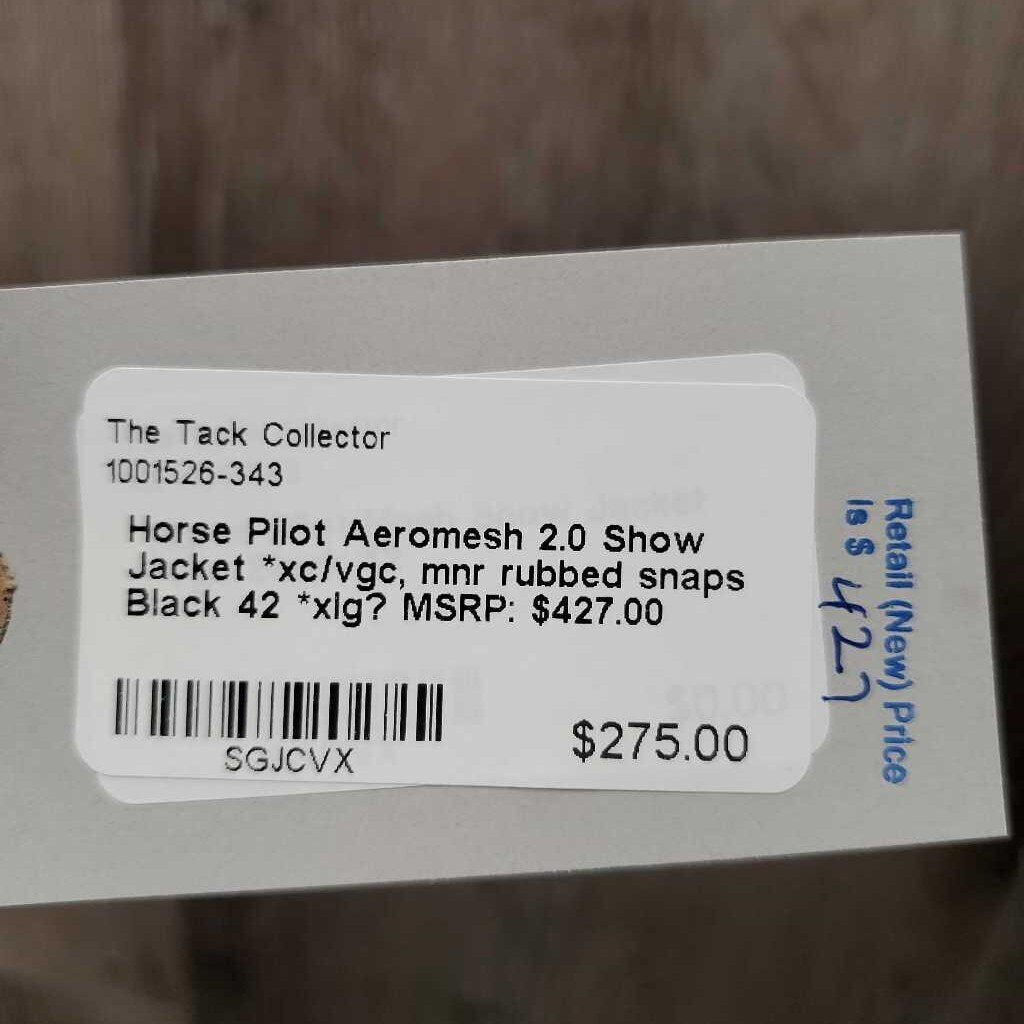 The Tack Collector
1001526-343
Horse Pilot Aeromesh 2.0 Show
Jacket *xc/vgc, mnr rubbed snaps
Black 42 *xlg? MSRP: $427.00
SGJCVX
$275.00
Retail (New) Price
Is $ 427